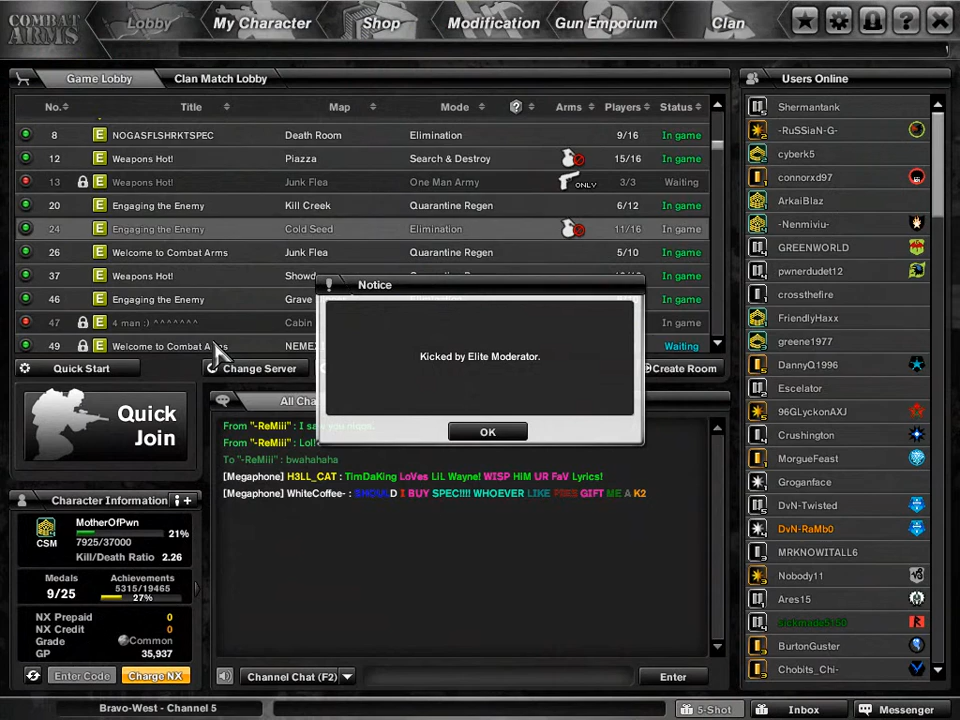 COMBAT ARMS
Lobby
My Character
Shop
Modification
Gun Emporium
Clan
?
Game Lobby
Clan Match Lobby
Users Online
No. Title Map Mode ? Arms Players Status
8 E NOGASFLSHRKTSPEC Death Room Elimination 9/16 In game
12 E Weapons Hot! Piazza Search & Destroy 15/16 In game
13 E Weapons Hot! Junk Flea One Man Army ONLY 3/3 Waiting
20 E Engaging the Enemy Kill Creek Quarantine Regen 6/12 In game
24 E Engaging the Enemy Cold Seed Elimination 11/16 In game
26 E Welcome to Combat Arms Junk Flea Quarantine Regen 5/10 In game
37 E Weapons Hot! Showd In game
46 E Engaging the Enemy Grave In game
47 E 4 man :) ^^^^^^^ Cabin In game
49 E Welcome to Combat A s NEME Waiting
Notice
Kicked by Elite Moderator.
OK
Quick Start
Change Server
Create Room
Quick Join
All Cha
From "-ReMiii" : I sa
From "-ReMiii" : Lol!
To "-ReMiii" : bwahahaha
[Megaphone] H3LL_CAT : TimDaKing LoVes LIL Wayne! WISP HIM UR FaV Lyrics!
[Megaphone] WhiteCoffee- : SHOULD I BUY SPEC!!!! WHOEVER LIKE PIES GIFT ME A K2
Character Information
MotherOfPwn
CSM
21%
7925/37000
Kill/Death Ratio 2.26
Medals
9/25
Achievements
5315/19465
27%
NX Prepaid 0
NX Credit 0
Grade Common
GP 35,937
Enter Code
Charge NX
Channel Chat (F2)
Enter
Shermantank
-RuSSiaN-G-
cyberk5
connorxd97
ArkaiBlaz
-Nenmiviu-
GREENWORLD
pwnerdudet12
crossthefire
FriendlyHaxx
greene1977
DannyQ1996
Escelator
96GLyckonAXJ
Crushington
MorgueFeast
Groganface
DvN-Twisted
DvN-RaMb0
MRKNOWITALL6
Nobody11
Ares15
sickmade5150
BurtonGuster
Chobits_Chi-
Bravo-West - Channel 5
5-Shot
Inbox
Messenger